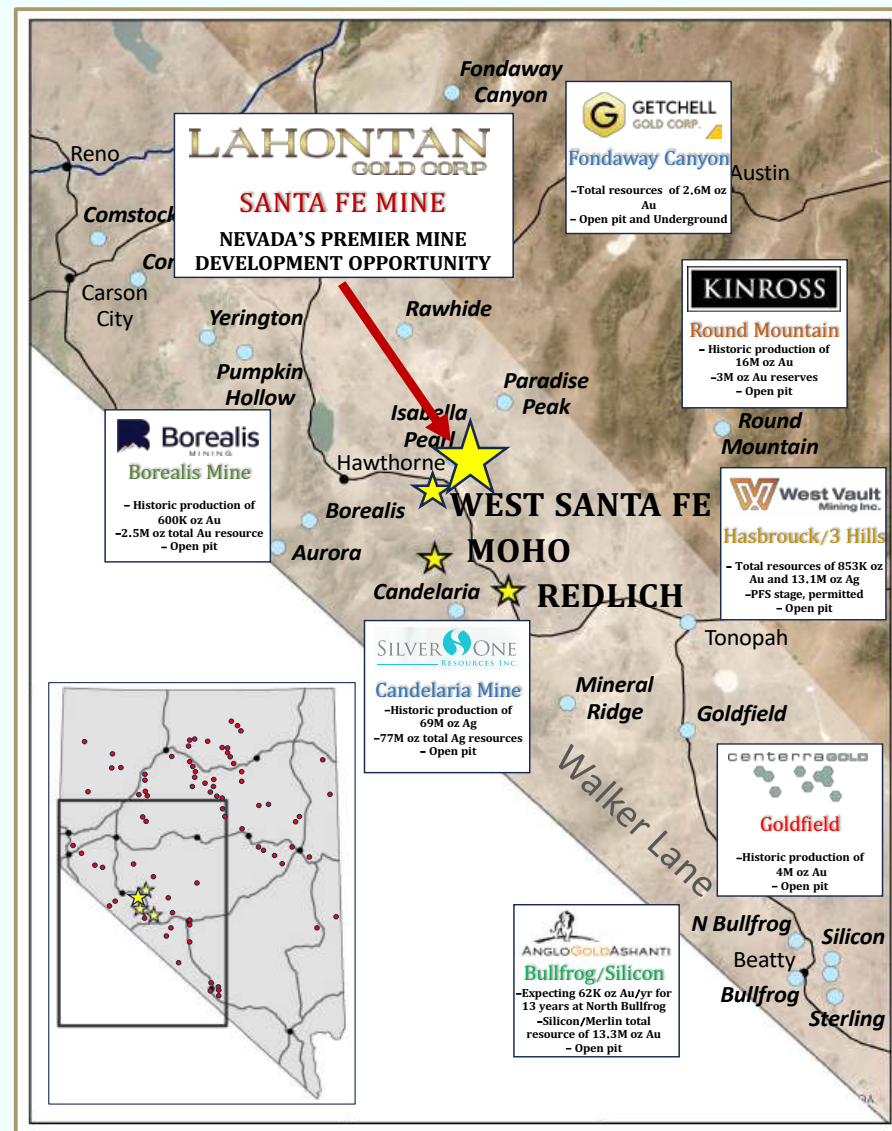 Fondaway
Canyon
GETCHELL
GOLD CORP.
Fondaway Canyon
–Total resources of 2.6M oz
Au
– Open pit and Underground
Austin
Reno
LAHONTAN
GOLD CORP
SANTA FE MINE
NEVADA'S PREMIER MINE
DEVELOPMENT OPPORTUNITY
Comstock
Carson
City
Yerington
Pumpkin
Hollow
Rawhide
Paradise
Peak
Isabella
Pearl
KINROSS
Round Mountain
– Historic production of
16M oz Au
–3M oz Au reserves
– Open pit
Round
Mountain
Borealis
MINING
Borealis Mine
– Historic production of
600K oz Au
–2.5M oz total Au resource
– Open pit
Hawthorne
WEST SANTA FE
Borealis
Aurora
MOHO
Candelaria
REDLICH
West Vault
Mining Inc.
Hasbrouck/3 Hills
– Total resources of 853K oz
Au and 13.1M oz Ag
–PFS stage, permitted
– Open pit
Tonopah
SILVER ONE
RESOURCES INC.
Candelaria Mine
–Historic production of
69M oz Ag
–77M oz total Ag resources
– Open pit
Mineral
Ridge
Goldfield
Walker Lane
centerraGOLD
Goldfield
–Historic production of
4M oz Au
– Open pit
ANGLOGOLDASHANTI
Bullfrog/Silicon
–Expecting 62K oz Au/yr for
13 years at North Bullfrog
–Silicon/Merlin total
resource of 13.3M oz Au
– Open pit
N Bullfrog
Silicon
Beatty
Bullfrog
Sterling